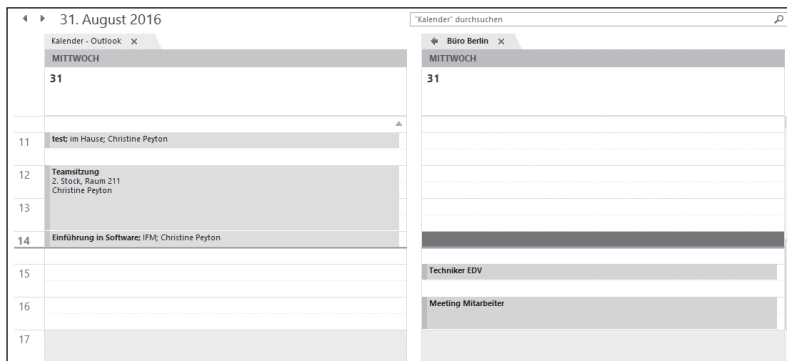 31. August 2016
"Kalender" durchsuchen
Kalender - Outlook
Büro Berlin
MITTWOCH
MITTWOCH
31
31
11
test; im Hause; Christine Peyton
12
Teamsitzung
2. Stock, Raum 211
Christine Peyton
13
14
Einführung in Software; IFM; Christine Peyton
15
Techniker EDV
16
Meeting Mitarbeiter
17